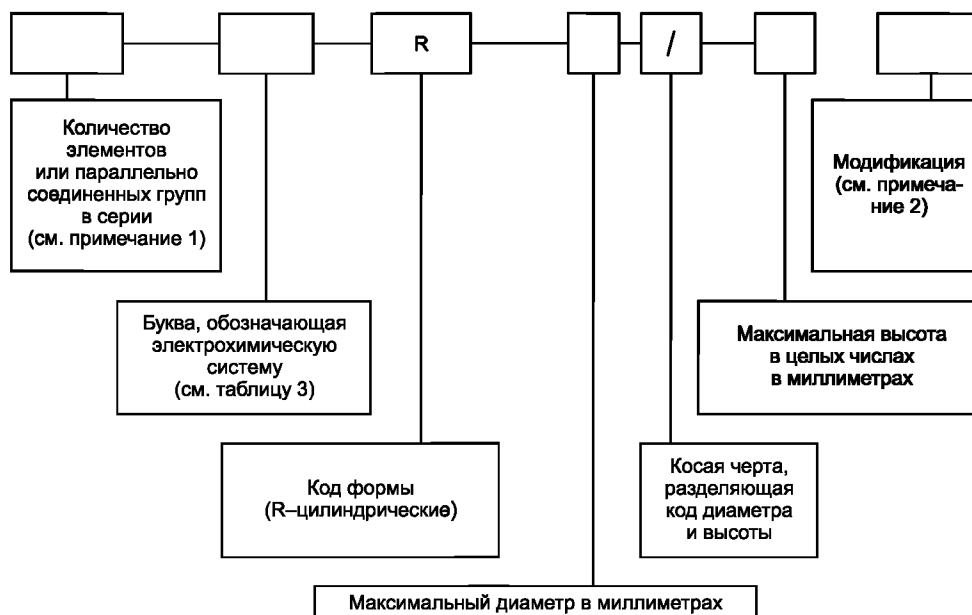 R
/
Количество
элементов
или параллельно
соединенных групп
в серии
(см. примечание 1)
Модификация
(см. примеча-
ние 2)
Буква, обозначающая
электрохимическую
систему
(см. таблицу 3)
Максимальная высота
в целых числах
в миллиметрах
Код формы
(R–цилиндрические)
Косая черта,
разделяющая
код диаметра
и высоты
Максимальный диаметр в миллиметрах